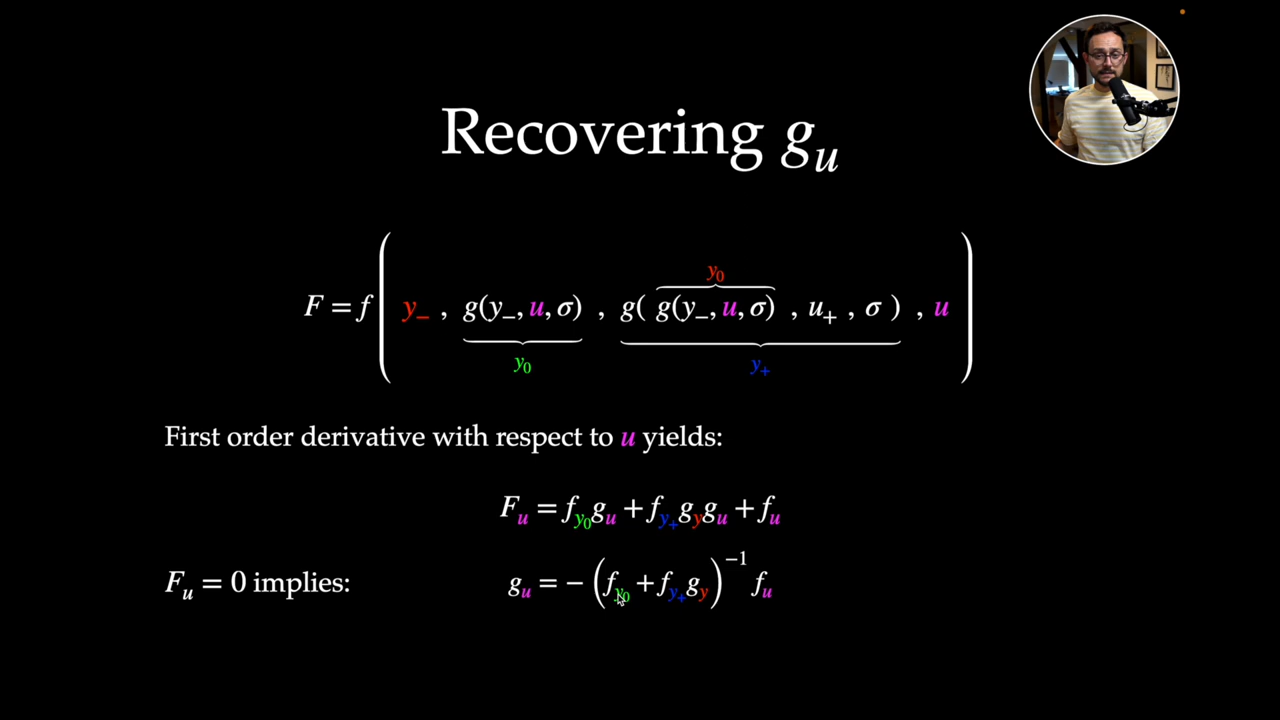 Recovering g_u
y_0
F = f ( y_− , g(y_−, u, σ) , g( g(y_−, u, σ) , u_+ , σ ) , u )
y_0 y_+
First order derivative with respect to u yields:
F_u = f_{y_0} g_u + f_{y_+} g_y g_u + f_u
F_u = 0 implies: g_u = − ( f_{y_0} + f_{y_+} g_y )^{−1} f_u